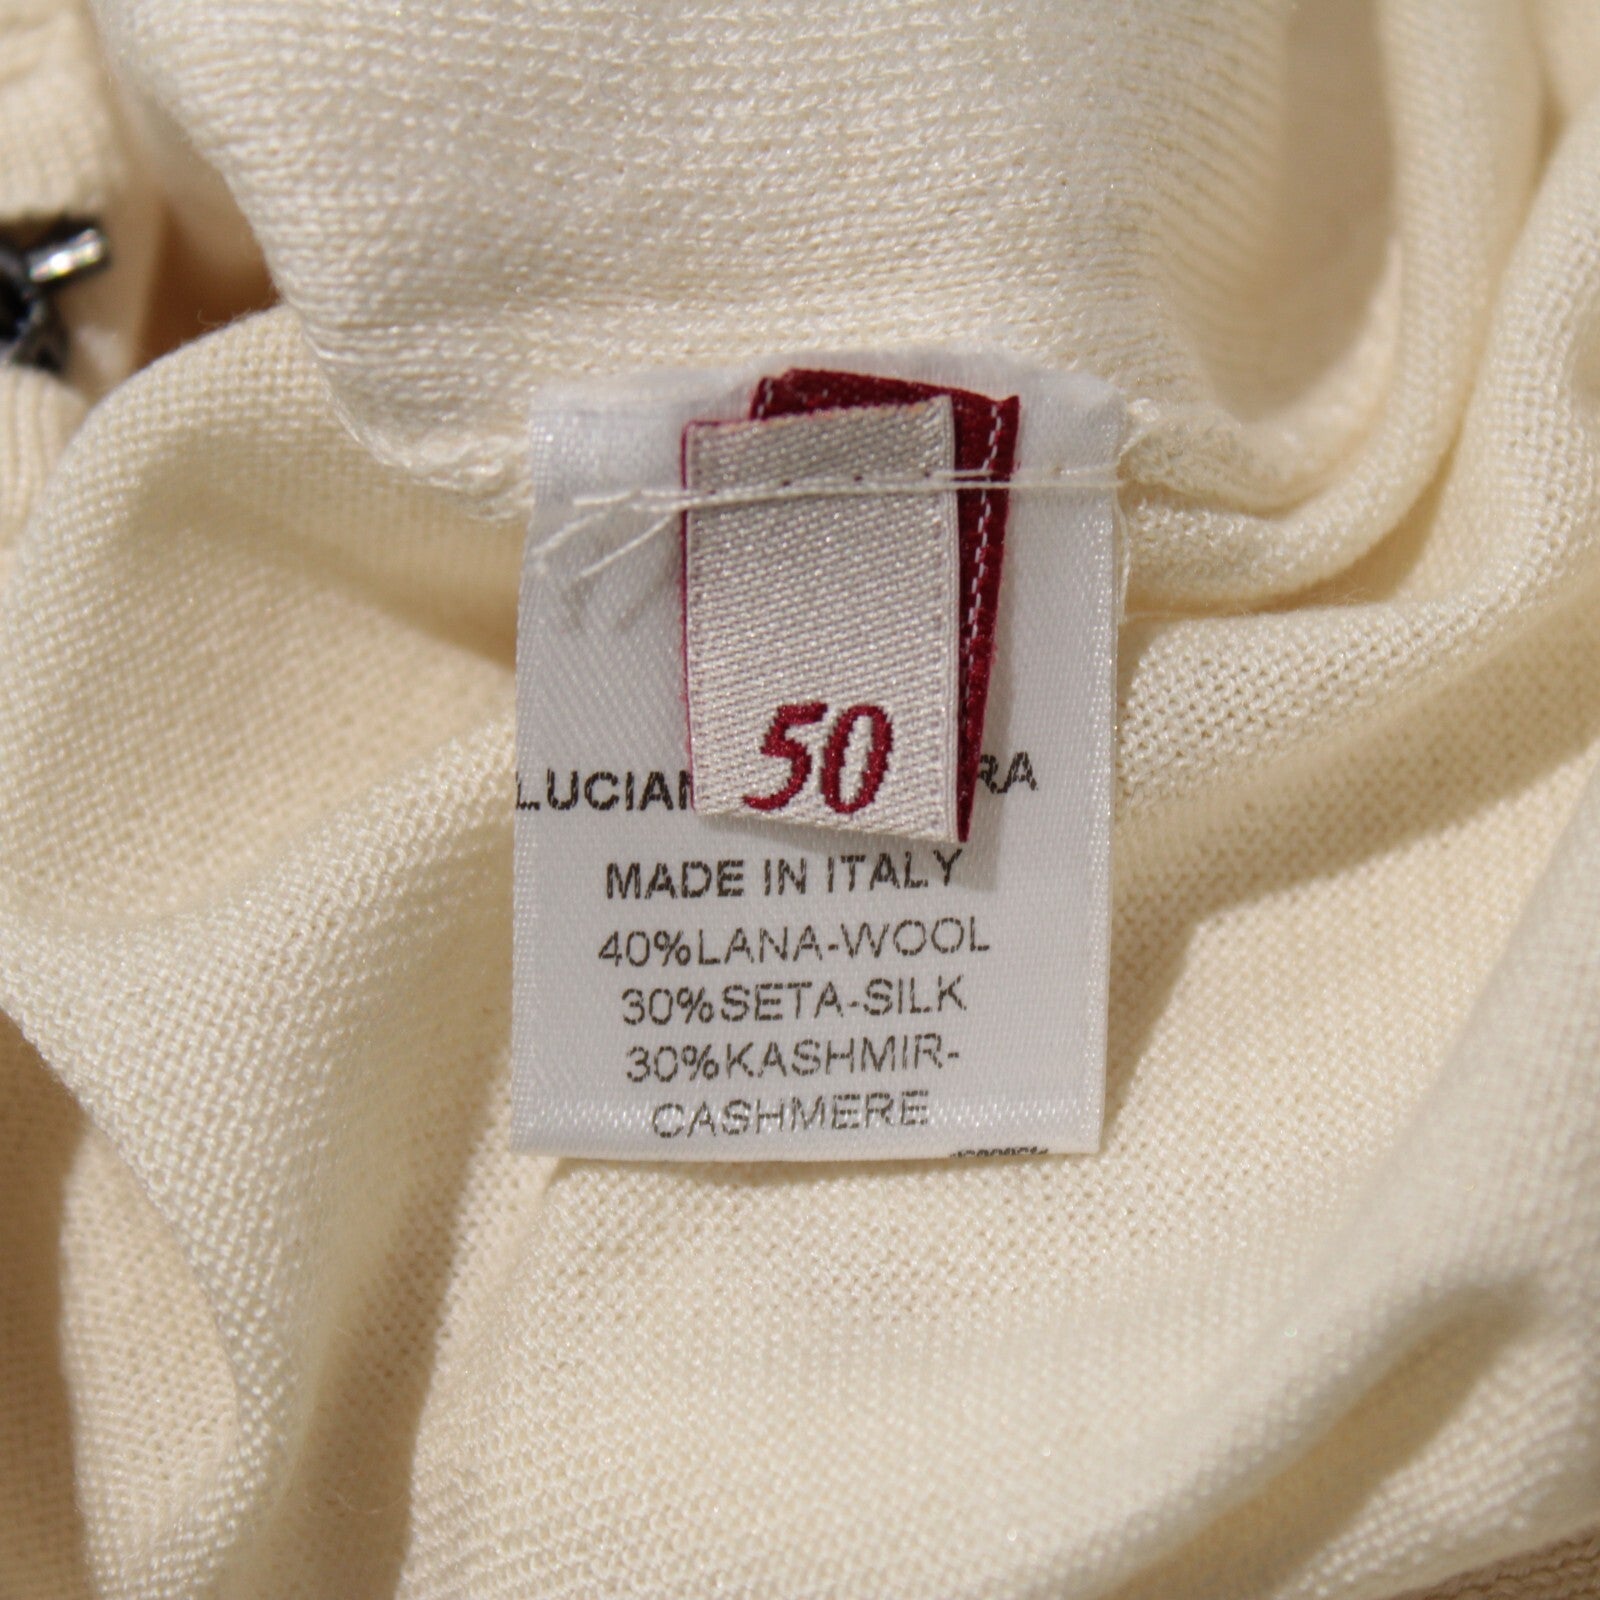 50
MADE IN ITALY
40%LANA-WOOL
30%SETA-SILK
30%KASHMIR-
CASHMERE